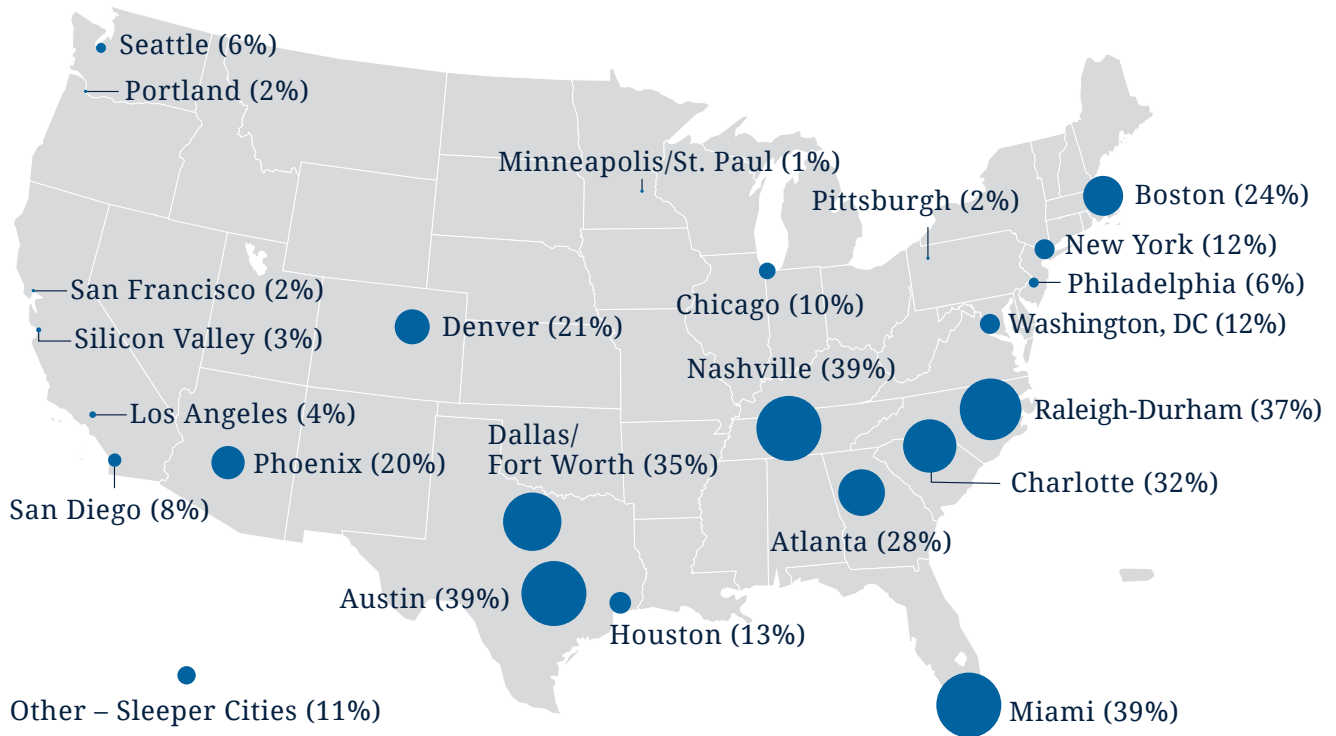 Seattle (6%)
Portland (2%)
Minneapolis/St. Paul (1%)
Pittsburgh (2%)
Boston (24%)
New York (12%)
San Francisco (2%)
Philadelphia (6%)
Chicago (10%)
Denver (21%)
Washington, DC (12%)
Silicon Valley (3%)
Nashville (39%)
Los Angeles (4%)
Raleigh-Durham (37%)
Dallas/
Fort Worth (35%)
Phoenix (20%)
Charlotte (32%)
San Diego (8%)
Atlanta (28%)
Austin (39%)
Houston (13%)
Other – Sleeper Cities (11%)
Miami (39%)